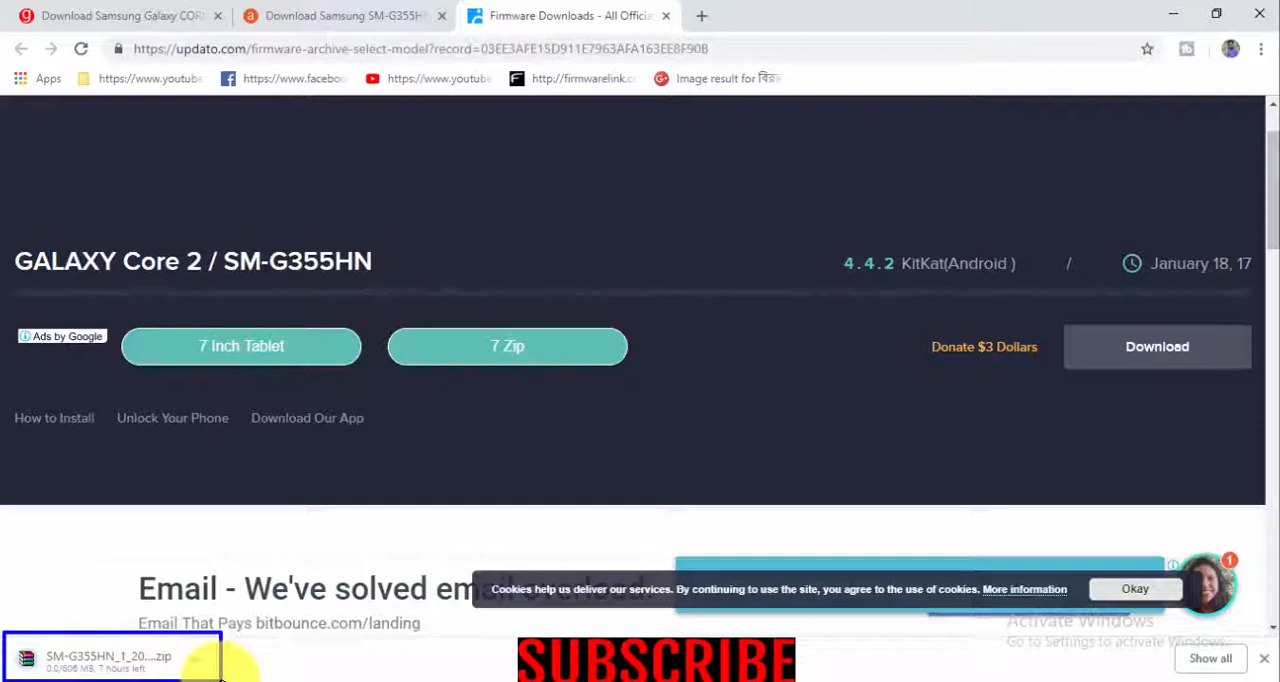 Download Samsung Galaxy COR
Download Samsung SM-G355H
Firmware Downloads - All Officia
https://updato.com/firmware-archive-select-model?record=03EE3AFE15D911E7963AFA163EE8F90B
Apps
https://www.youtube
https://www.facebo
https://www.youtube
http://firmwarelink.c
Image result for বির
GALAXY Core 2 / SM-G355HN
4.4.2 KitKat(Android )
/
January 18, 17
Ads by Google
7 Inch Tablet
7 Zip
Donate $3 Dollars
Download
How to Install
Unlock Your Phone
Download Our App
1
Email - We've solved email overload.
Cookies help us deliver our services. By continuing to use the site, you agree to the use of cookies. More information
Okay
Email That Pays bitbounce.com/landing
Activate Windows
Go to Settings to activate Windows.
SM-G355HN_1_20....zip
0.0/606 MB, 7 hours left
SUBSCRIBE
Show all